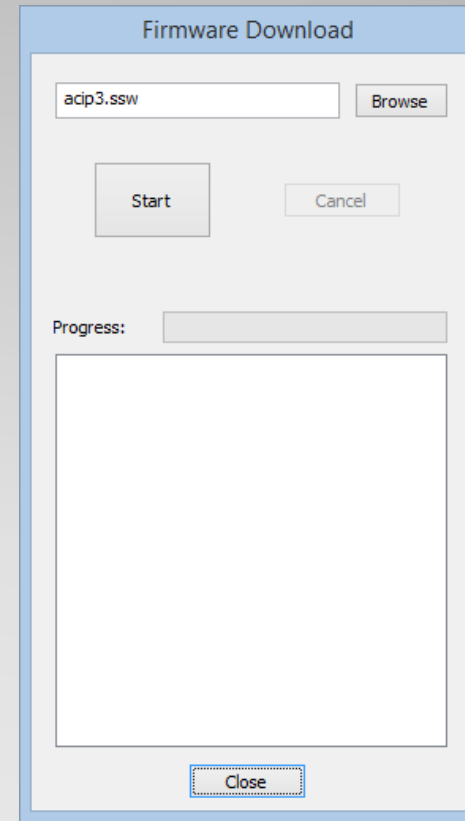 Firmware Download
acip3.ssw
Browse
Start
Cancel
Progress:
Close